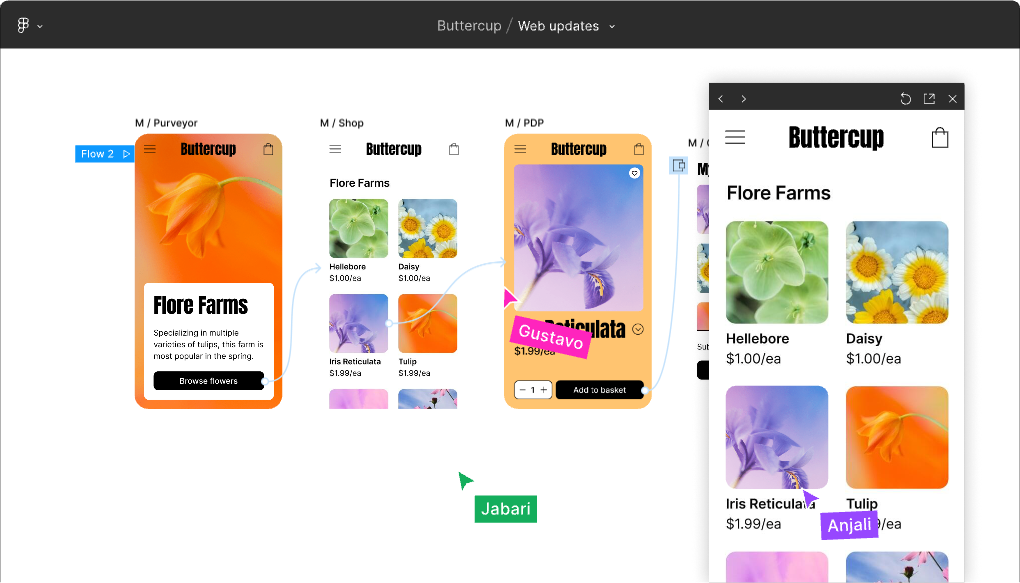 Buttercup / Web updates
M / Purveyor
Flow 2
Buttercup
Flore Farms
Specializing in multiple
varieties of tulips, this farm is
most popular in the spring.
Browse flowers
M / Shop
Buttercup
Flore Farms
Hellebore
$1.00/ea
Daisy
$1.00/ea
Iris Reticulata
$1.99/ea
Tulip
$1.99/ea
M / PDP
Buttercup
Reticulata
$1.99/ea
1
Add to basket
Gustavo
Jabari
M /
Buttercup
Flore Farms
Hellebore
$1.00/ea
Daisy
$1.00/ea
Iris Reticulata
$1.99/ea
Tulip
/ea
Anjali